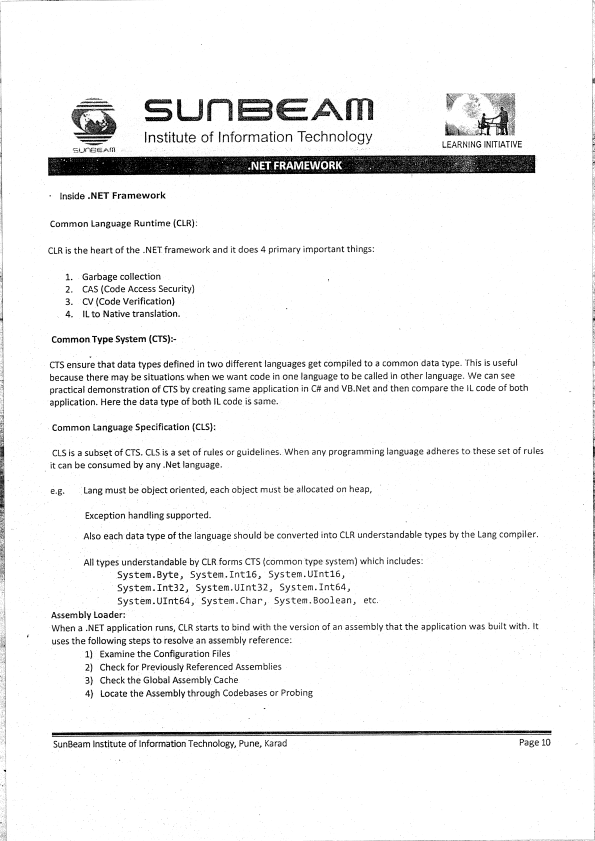 SUNBEAM
Institute of Information Technology
SUNBEAM
LEARNING INITIATIVE
.NET FRAMEWORK
Inside .NET Framework
Common Language Runtime (CLR):
CLR is the heart of the .NET framework and it does 4 primary important things:
1. Garbage collection
2. CAS (Code Access Security)
3. CV (Code Verification)
4. IL to Native translation.
Common Type System (CTS):-
CTS ensure that data types defined in two different languages get compiled to a common data type. This is useful
because there may be situations when we want code in one language to be called in other language. We can see
practical demonstration of CTS by creating same application in C# and VB.Net and then compare the IL code of both
application. Here the data type of both IL code is same.
Common Language Specification (CLS):
CLS is a subset of CTS. CLS is a set of rules or guidelines. When any programming language adheres to these set of rules
it can be consumed by any .Net language.
e.g. Lang must be object oriented, each object must be allocated on heap,
Exception handling supported.
Also each data type of the language should be converted into CLR understandable types by the Lang compiler.
All types understandable by CLR forms CTS (common type system) which includes:
System.Byte, System.Int16, System.UInt16,
System.Int32, System.UInt32, System.Int64,
System.UInt64, System.Char, System.Boolean, etc.
Assembly Loader:
When a .NET application runs, CLR starts to bind with the version of an assembly that the application was built with. It
uses the following steps to resolve an assembly reference:
1) Examine the Configuration Files
2) Check for Previously Referenced Assemblies
3) Check the Global Assembly Cache
4) Locate the Assembly through Codebases or Probing
SunBeam Institute of Information Technology, Pune, Karad Page 10